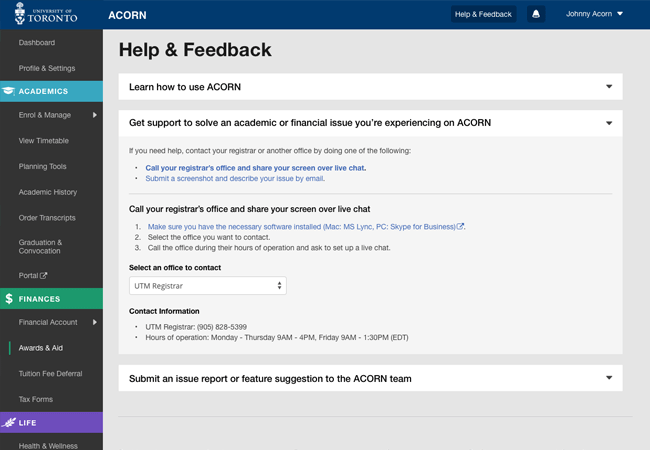 UNIVERSITY OF
TORONTO
ACORN
Help & Feedback
Johnny Acorn
Dashboard
Profile & Settings
ACADEMICS
Enrol & Manage
View Timetable
Planning Tools
Academic History
Order Transcripts
Graduation &
Convocation
Portal
FINANCES
Financial Account
Awards & Aid
Tuition Fee Deferral
Tax Forms
LIFE
Health & Wellness
Help & Feedback
Learn how to use ACORN
Get support to solve an academic or financial issue you're experiencing on ACORN
If you need help, contact your registrar or another office by doing one of the following:
• Call your registrar's office and share your screen over live chat.
• Submit a screenshot and describe your issue by email.
Call your registrar's office and share your screen over live chat
1. Make sure you have the necessary software installed (Mac: MS Lync, PC: Skype for Business).
2. Select the office you want to contact.
3. Call the office during their hours of operation and ask to set up a live chat.
Select an office to contact
UTM Registrar
Contact Information
• UTM Registrar: (905) 828-5399
• Hours of operation: Monday - Thursday 9AM - 4PM, Friday 9AM - 1:30PM (EDT)
Submit an issue report or feature suggestion to the ACORN team